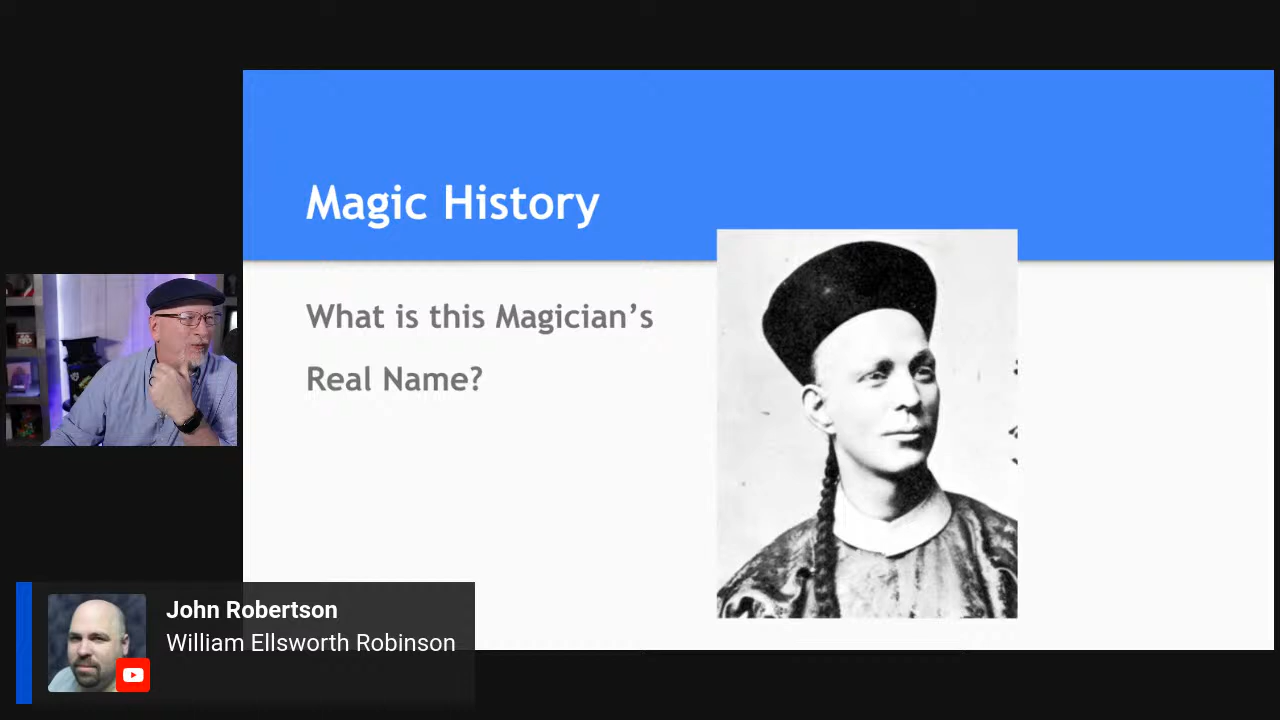 Magic History
What is this Magician’s
Real Name?
John Robertson
William Ellsworth Robinson